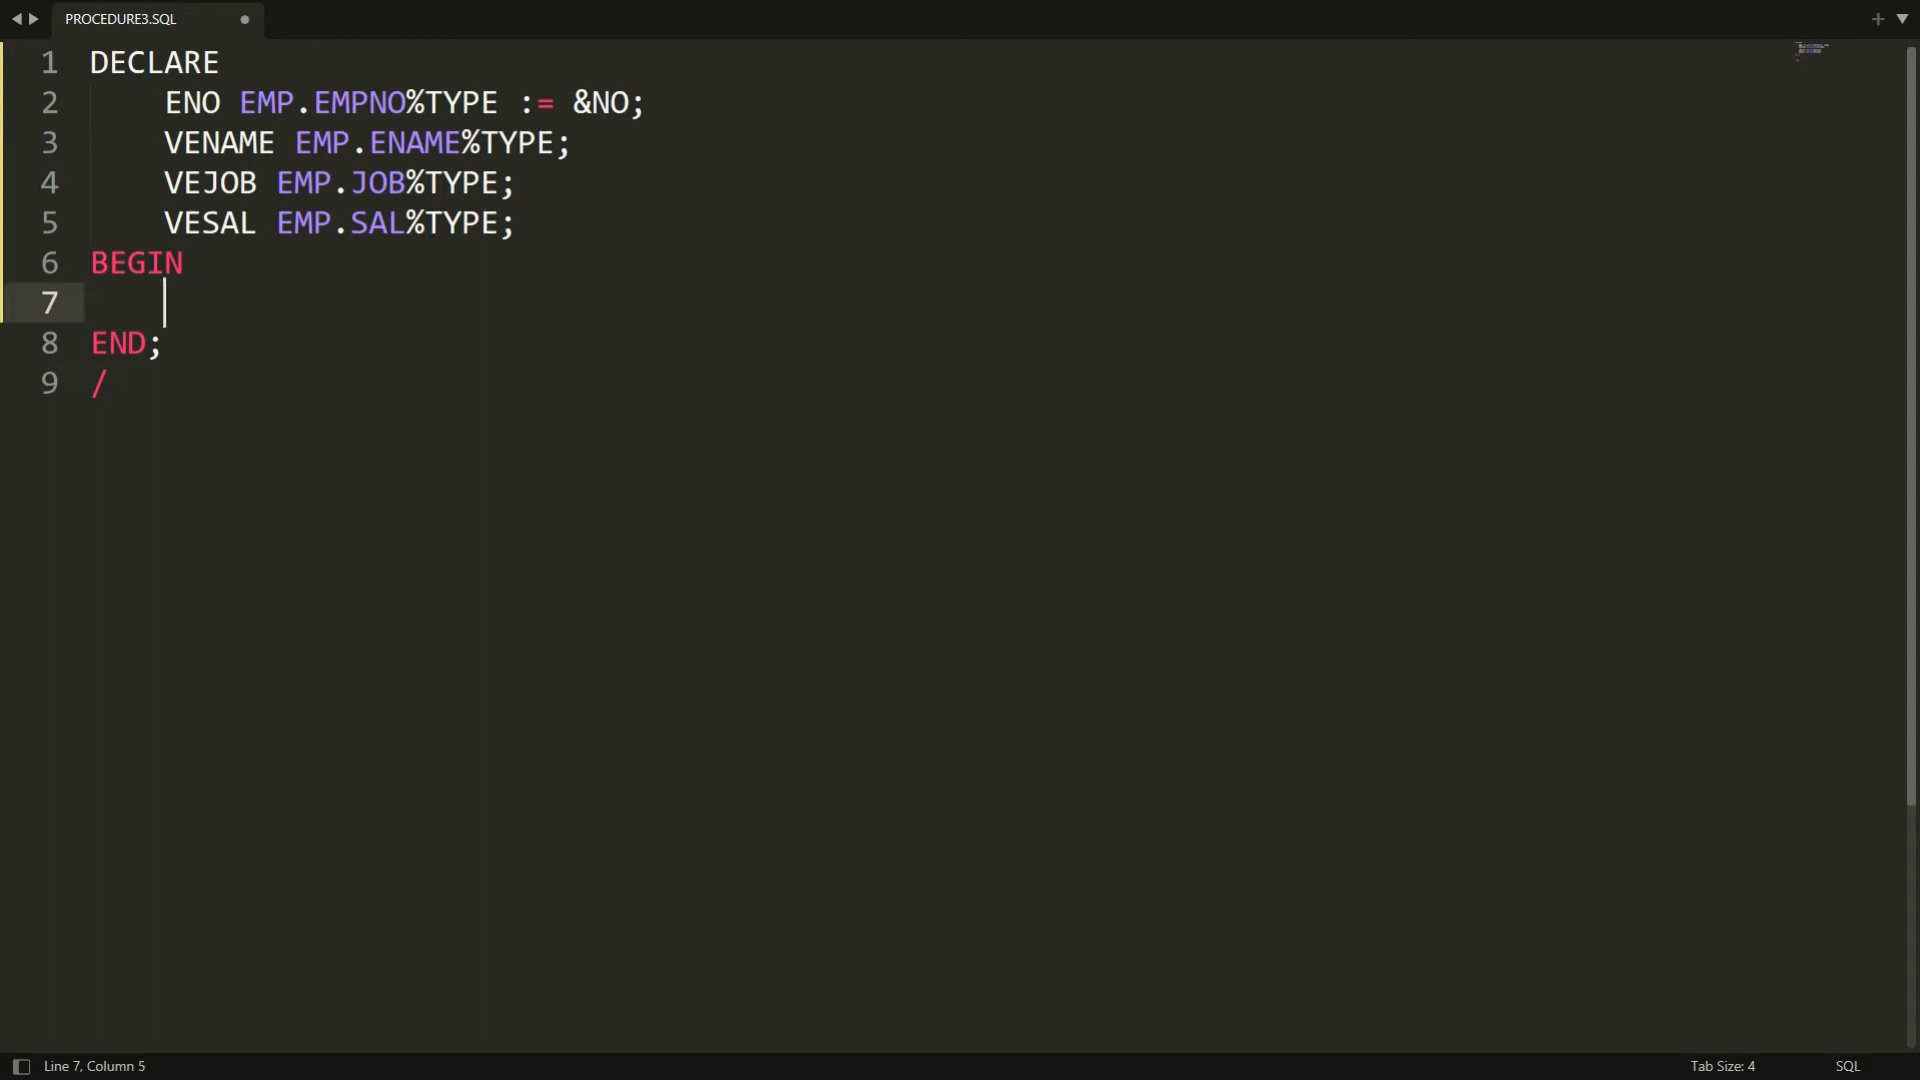 PROCEDURE3.SQL
1 DECLARE
2 ENO EMP.EMPNO%TYPE := &NO;
3 VENAME EMP.ENAME%TYPE;
4 VEJOB EMP.JOB%TYPE;
5 VESAL EMP.SAL%TYPE;
6 BEGIN
7
8 END;
9 /
Line 7, Column 5 Tab Size: 4 SQL